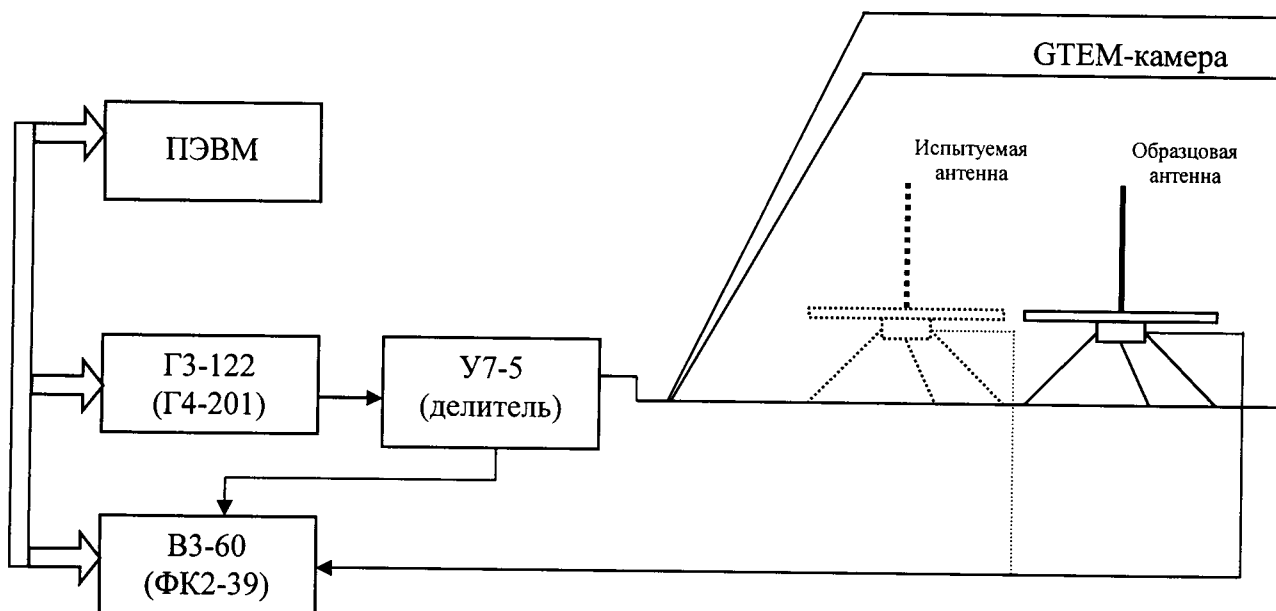 GTEM-камера
ПЭВМ
Испытуемая
антенна
Образцовая
антенна
Г3-122
(Г4-201)
У7-5
(делитель)
В3-60
(ФК2-39)